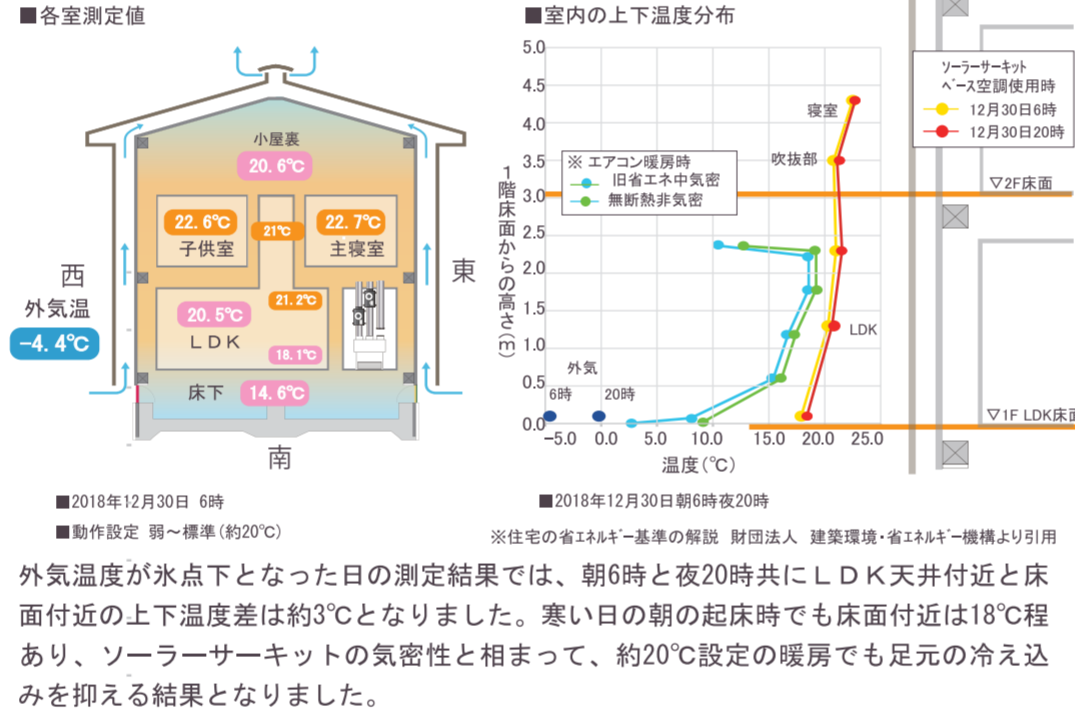 ■各室測定値
小屋裏
20.6℃
22.6℃
子供室
21℃
22.7℃
主寝室
西
東
外気温
-4.4℃
21.2℃
20.5℃
LDK
18.1℃
床下
14.6℃
南
■2018年12月30日 6時
■動作設定 弱～標準(約20℃)
■室内の上下温度分布
5.0
4.5
4.0
3.5
3.0
2.5
2.0
1.5
1.0
0.5
0.0
1階床面からの高さ(m)
-5.0
0.0
5.0
10.0
15.0
20.0
25.0
温度(℃)
外気
6時
20時
※ エアコン暖房時
旧省エネ中気密
無断熱非気密
寝室
吹抜部
LDK
ソーラーサーキット
ベース空調使用時
12月30日6時
12月30日20時
▽2F床面
▽1F LDK床面
■2018年12月30日朝6時夜20時
※住宅の省エネルギー基準の解説 財団法人 建築環境・省エネルギー機構より引用
外気温度が氷点下となった日の測定結果では、朝6時と夜20時共にＬＤＫ天井付近と床
面付近の上下温度差は約3℃となりました。寒い日の朝の起床時でも床面付近は18℃程
あり、ソーラーサーキットの気密性と相まって、約20℃設定の暖房でも足元の冷え込
みを抑える結果となりました。